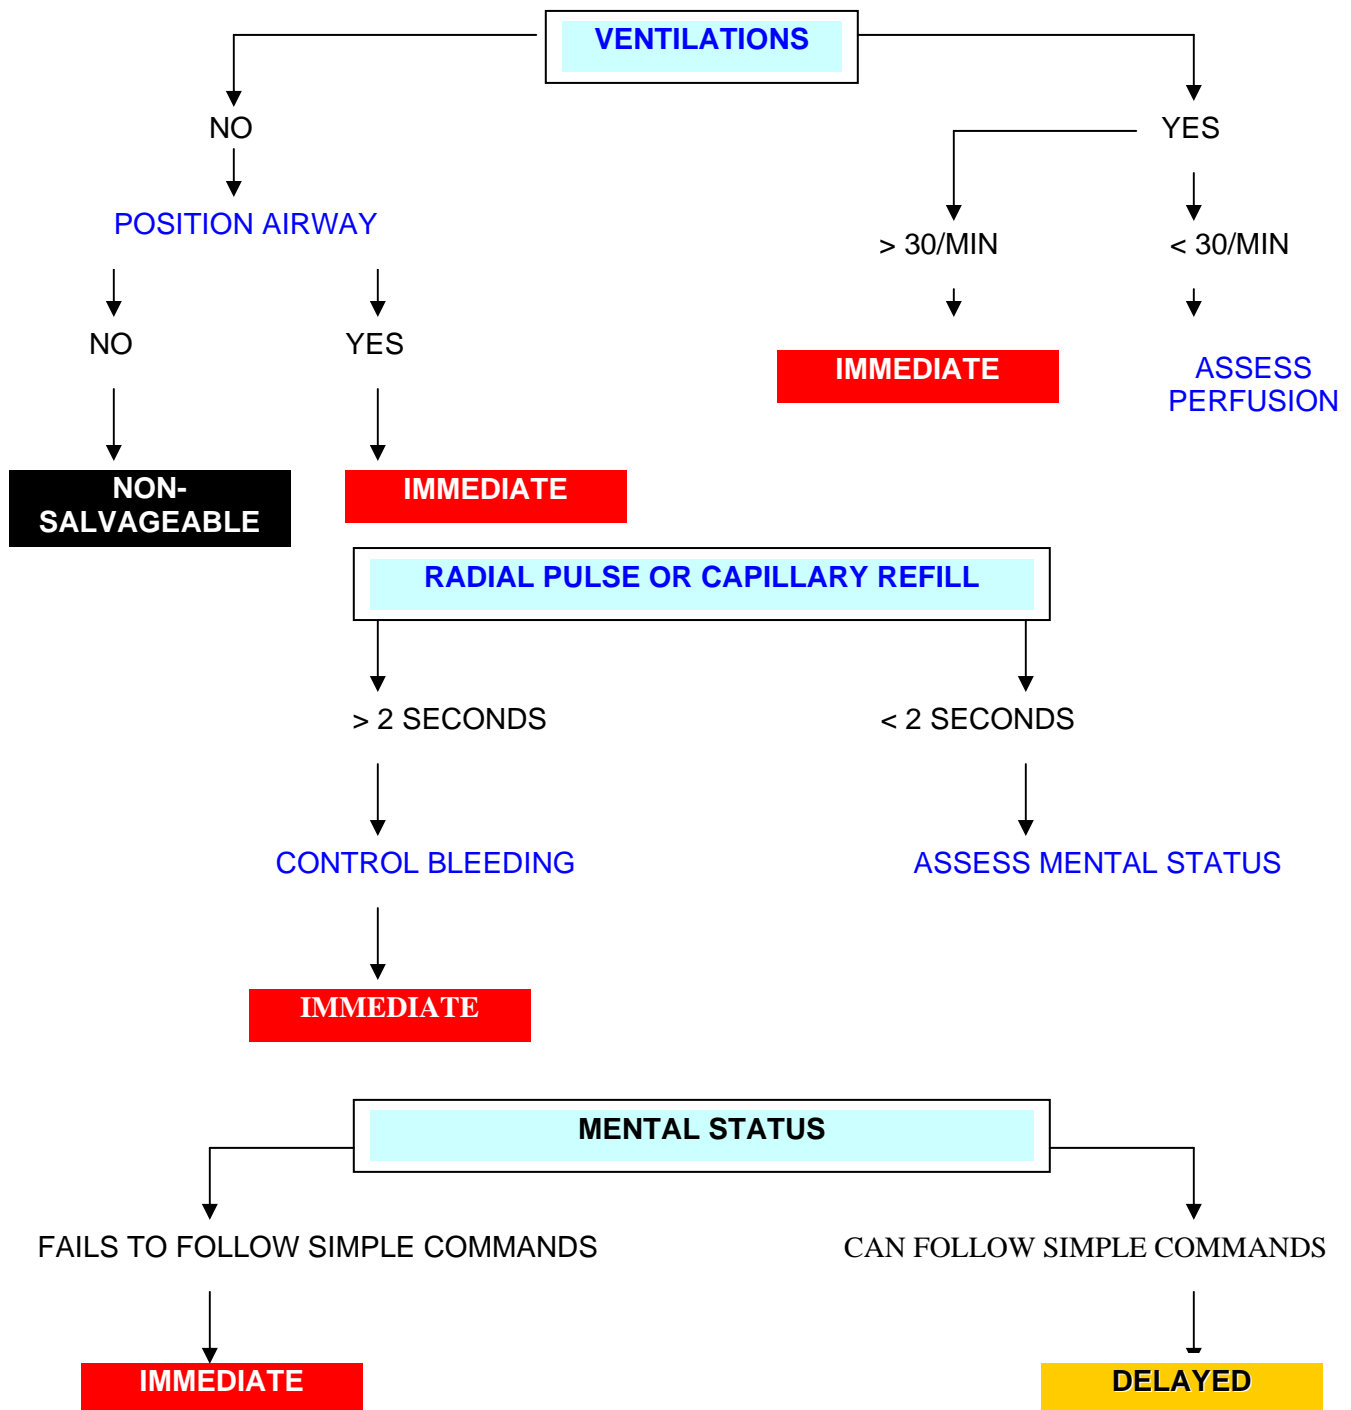 VENTILATIONS
NO
YES
POSITION AIRWAY
> 30/MIN
< 30/MIN
NO
YES
IMMEDIATE
ASSESS
PERFUSION
NON-
SALVAGEABLE
IMMEDIATE
RADIAL PULSE OR CAPILLARY REFILL
> 2 SECONDS
< 2 SECONDS
CONTROL BLEEDING
ASSESS MENTAL STATUS
IMMEDIATE
MENTAL STATUS
FAILS TO FOLLOW SIMPLE COMMANDS
CAN FOLLOW SIMPLE COMMANDS
IMMEDIATE
DELAYED